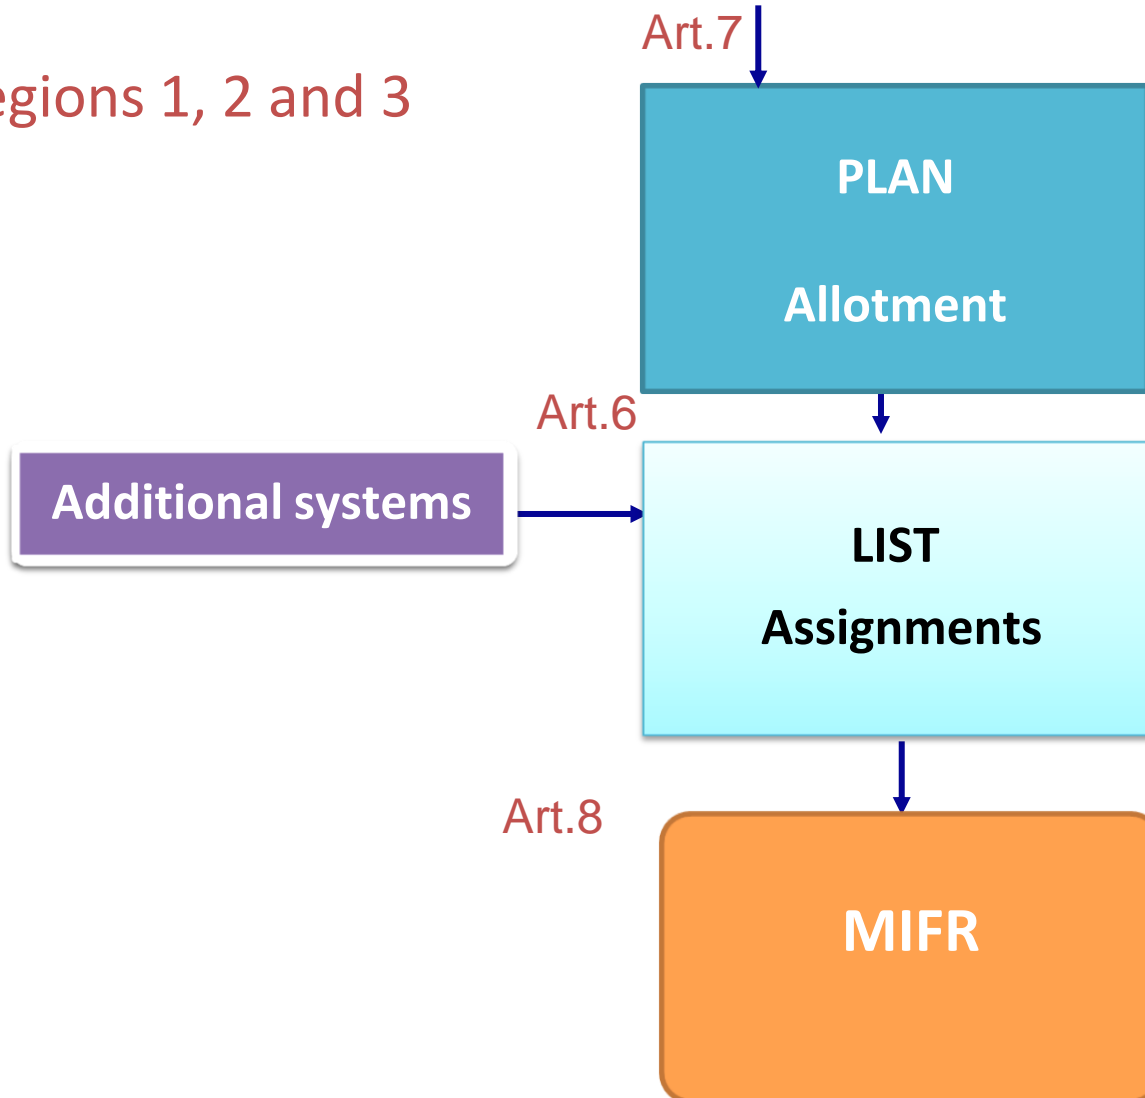 Art.7
egions 1, 2 and 3
PLAN
Allotment
Art.6
Additional systems
LIST
Assignments
Art.8
MIFR